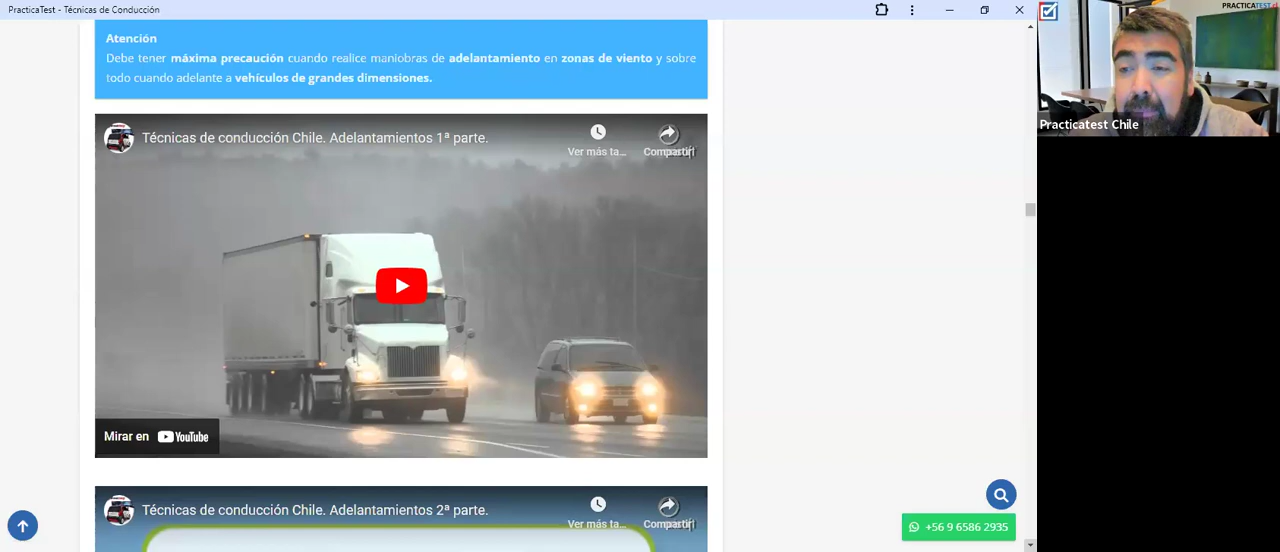 PracticaTest - Técnicas de Conducción
PRACTICATEST.cl
Atención
Debe tener máxima precaución cuando realice maniobras de adelantamiento en zonas de viento y sobre
todo cuando adelante a vehículos de grandes dimensiones.
Practicatest Chile
Técnicas de conducción Chile. Adelantamientos 1ª parte.
Ver más ta...
Compartir
Mirar en YouTube
Técnicas de conducción Chile. Adelantamientos 2ª parte.
Ver más ta...
Compartir
+56 9 6586 2935